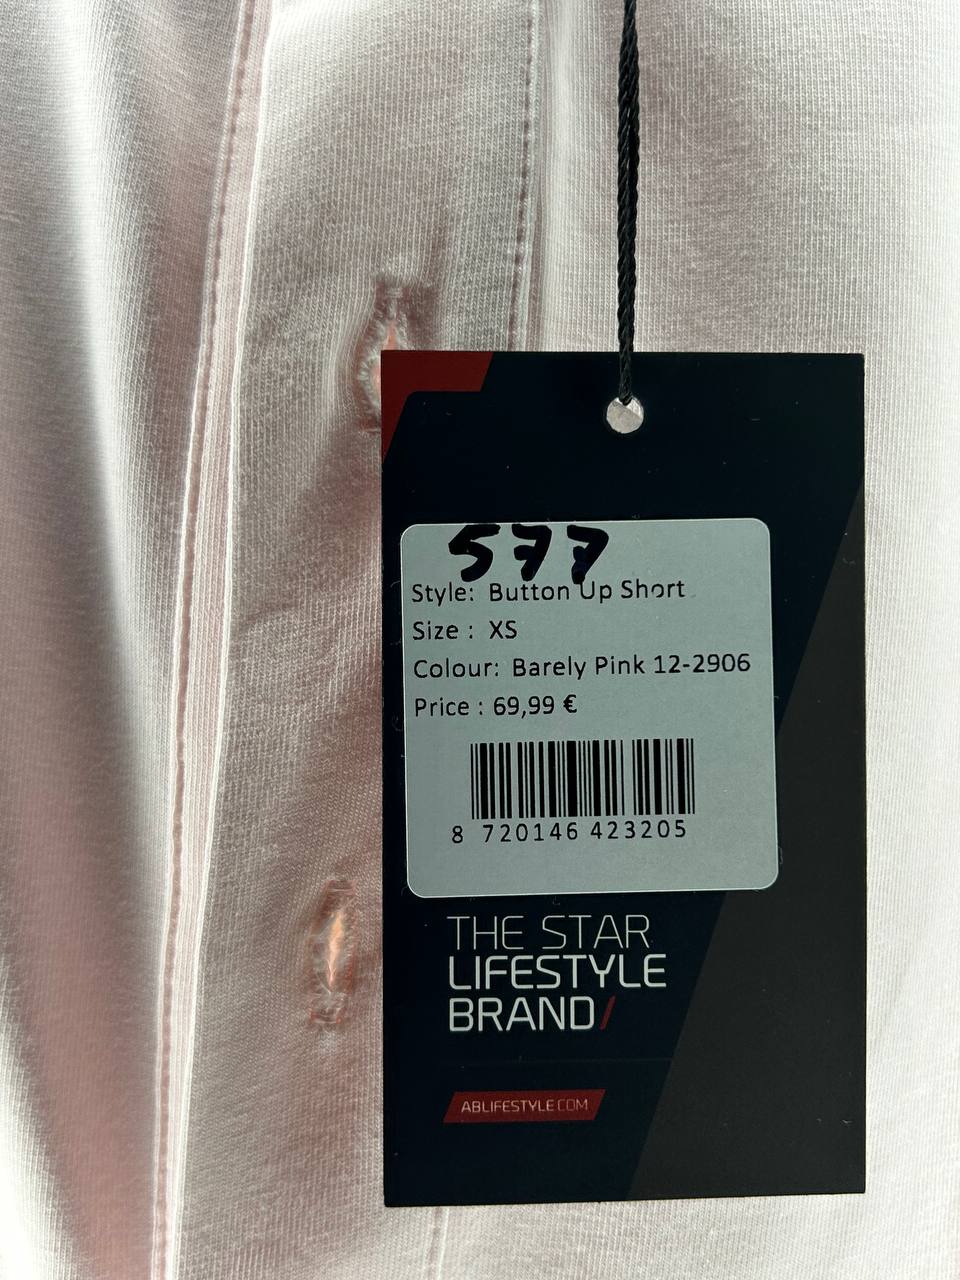 577
Style: Button Up Short
Size : XS
Colour: Barely Pink 12-2906
Price : 69,99 €
8 720146 423205
THE STAR
LIFESTYLE
BRAND/
ABLIFESTYLE.COM